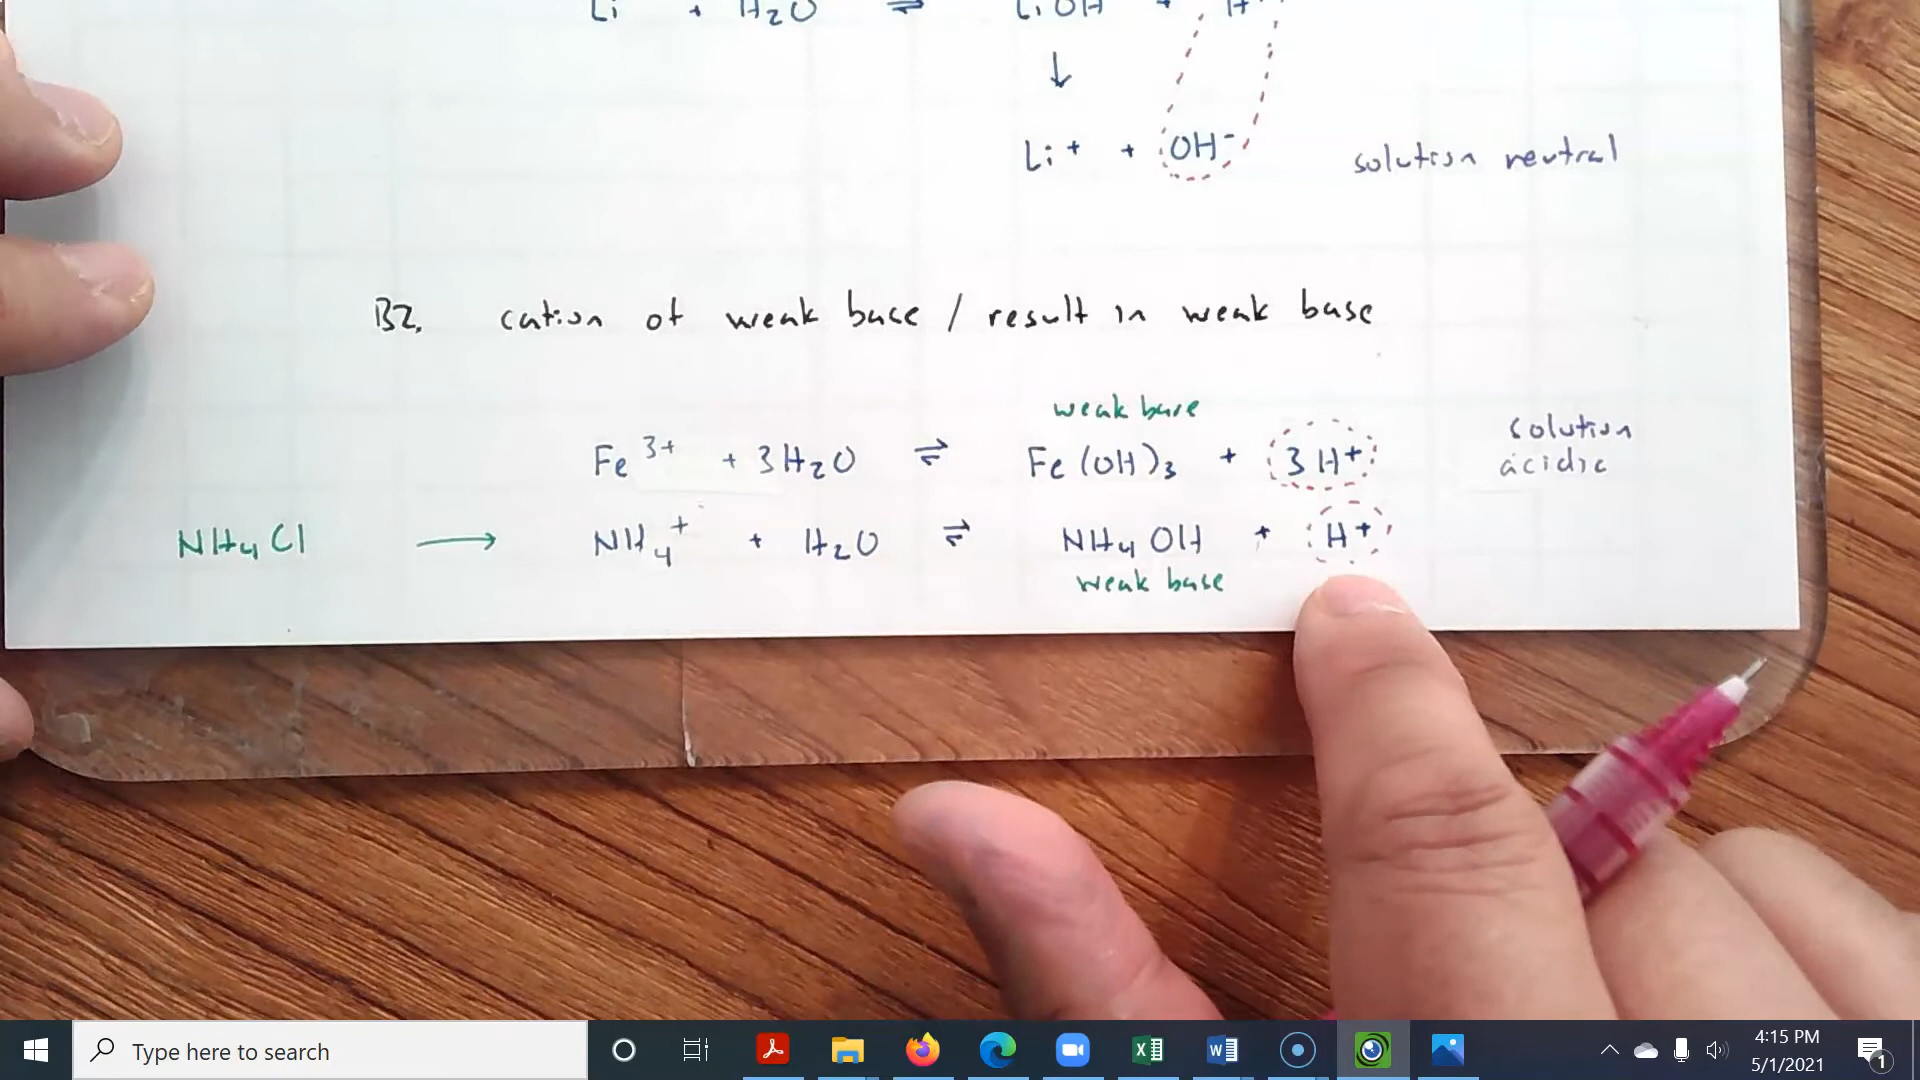 Li + H₂O ⇌ LiOH + H
↓
Li⁺ + OH⁻ solution neutral
B2. cation of weak base / result in weak base
weak base
Fe³⁺ + 3H₂O ⇌ Fe(OH)₃ + 3H⁺ solution
acidic
NH₄Cl ⟶ NH₄⁺ + H₂O ⇌ NH₄OH + H⁺
weak base
Type here to search
4:15 PM
5/1/2021
1